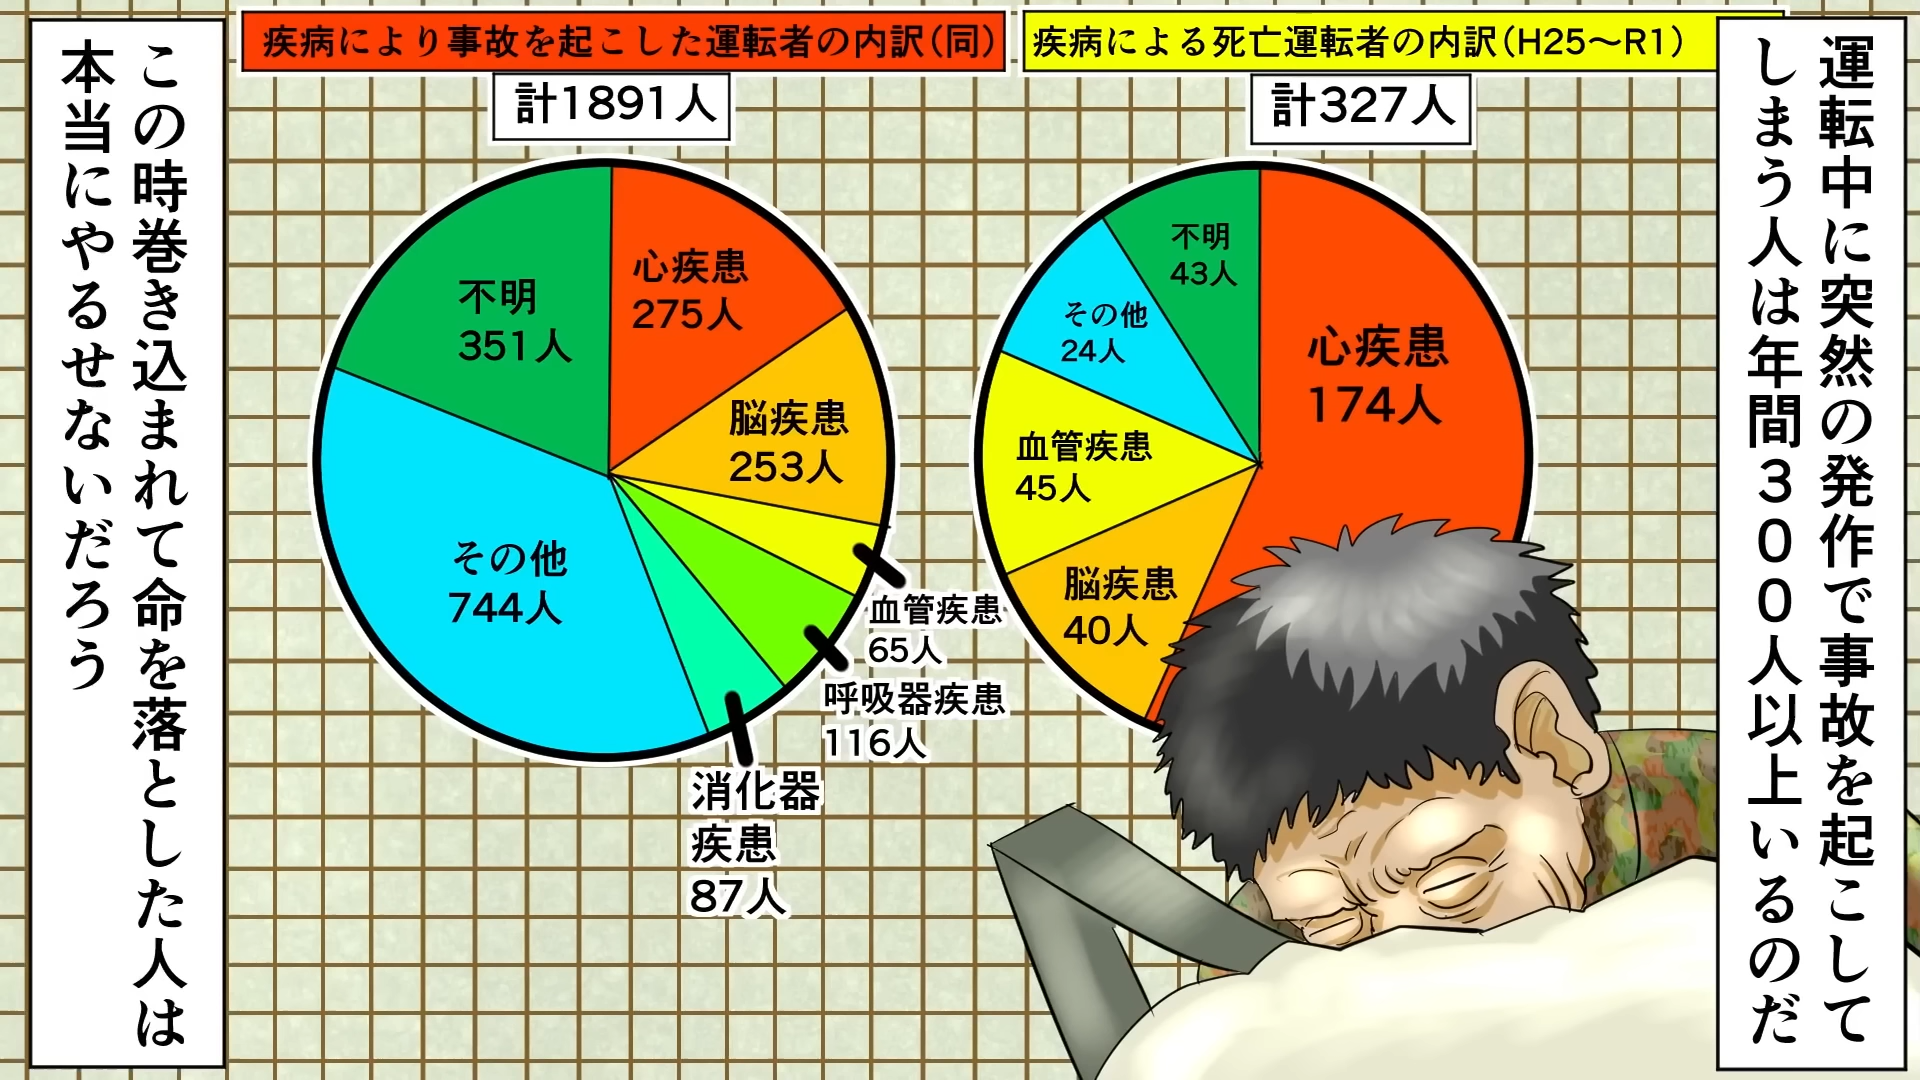 運転中に突然の発作で事故を起こして
しまう人は年間３００人以上いるのだ
疾病による死亡運転者の内訳(H25～R1)
計327人
心疾患
174人
脳疾患
40人
血管疾患
45人
その他
24人
不明
43人
疾病により事故を起こした運転者の内訳(同)
計1891人
心疾患
275人
脳疾患
253人
血管疾患
65人
呼吸器疾患
116人
消化器
疾患
87人
その他
744人
不明
351人
この時巻き込まれて命を落とした人は
本当にやるせないだろう